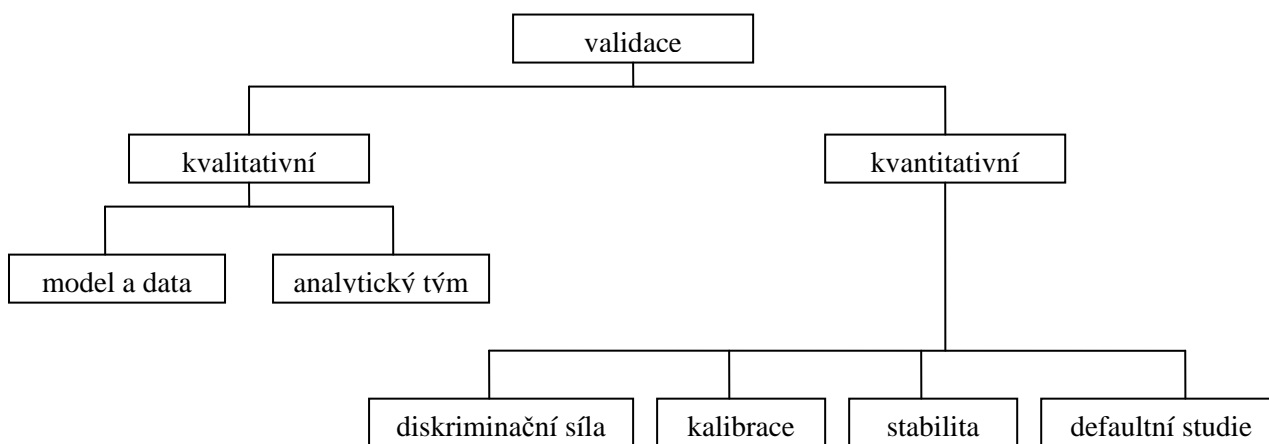 validace
kvalitativní
kvantitativní
model a data
analytický tým
diskriminační síla
kalibrace
stabilita
defaultní studie